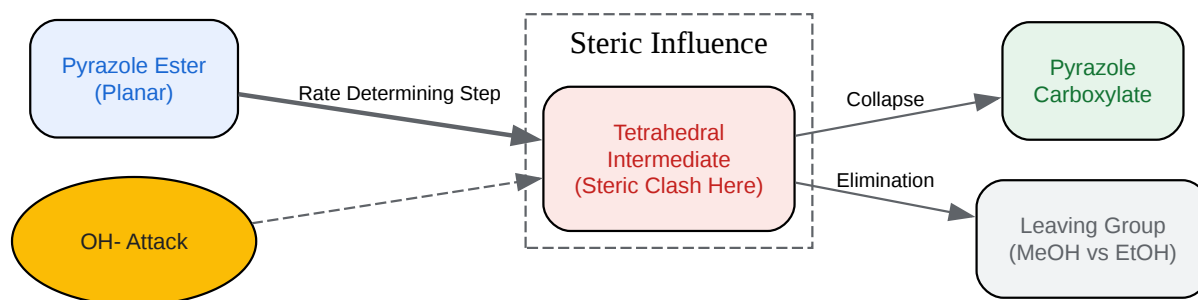 Pyrazole Ester
(Planar)
OH- Attack
Rate Determining Step
Steric Influence
Tetrahedral
Intermediate
(Steric Clash Here)
Collapse
Elimination
Pyrazole
Carboxylate
Leaving Group
(MeOH vs EtOH)